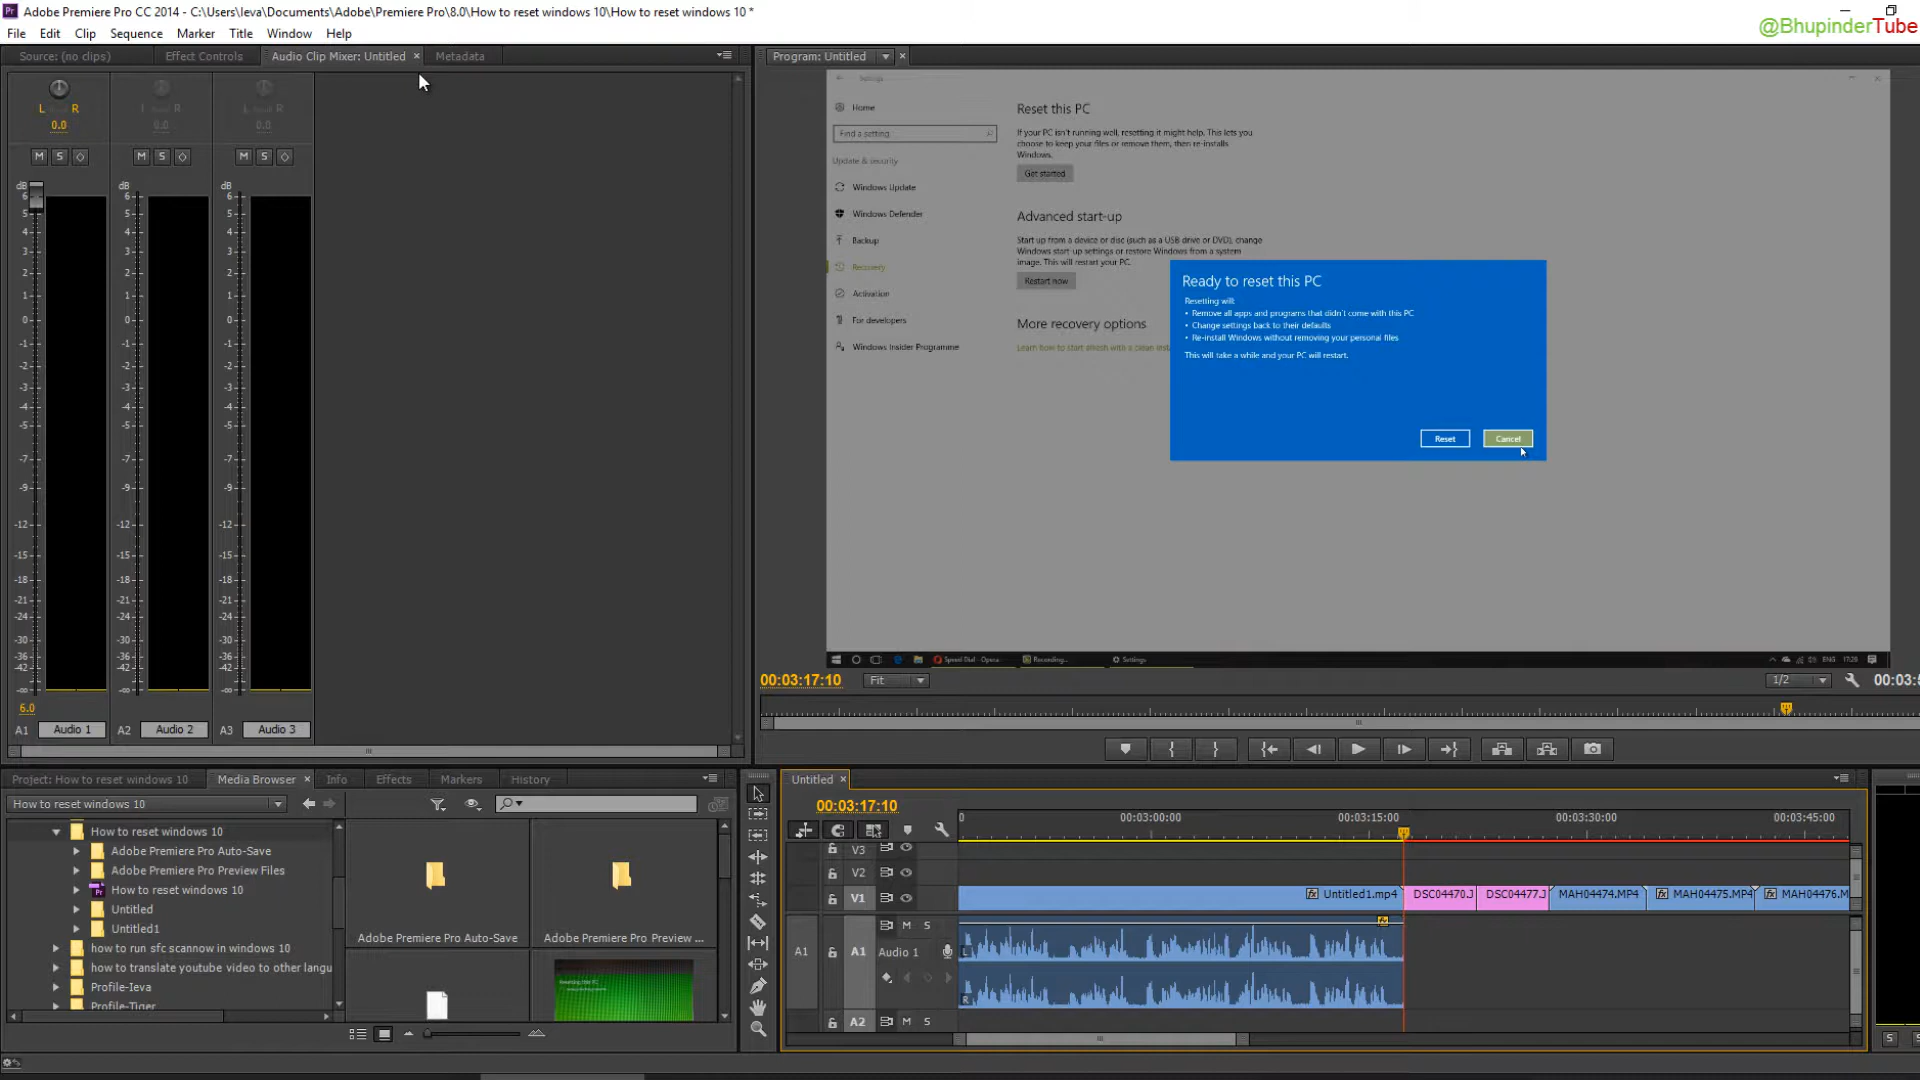 Adobe Premiere Pro CC 2014 - C:\Users\Ieva\Documents\Adobe\Premiere Pro\8.0\How to reset windows 10\How to reset windows 10 *
@BhupinderTube
File Edit Clip Sequence Marker Title Window Help
Source: (no clips) Effect Controls Audio Clip Mixer: Untitled × Metadata
Program: Untitled ×
L R L R L R
0.0 0.0 0.0
M S M S M S
dB dB dB
6 6 6
5 5 5
4 4 4
3 3 3
2 2 2
1 1 1
0 0 0
-1 -1 -1
-2 -2 -2
-3 -3 -3
-4 -4 -4
-5 -5 -5
-7 -7 -7
-9 -9 -9
-12 -12 -12
-15 -15 -15
-18 -18 -18
-21 -21 -21
-24 -24 -24
-30 -30 -30
-36 -36 -36
-42 -42 -42
-∞ -∞ -∞
6.0
A1 Audio 1 A2 Audio 2 A3 Audio 3
Settings
Home
Find a setting
Update & security
Windows Update
Windows Defender
Backup
Recovery
Activation
For developers
Windows Insider Programme
Reset this PC
If your PC isn't running well, resetting it might help. This lets you
choose to keep your files or remove them, then re-installs
Windows.
Get started
Advanced start-up
Start up from a device or disc (such as a USB drive or DVD), change
Windows start-up settings or restore Windows from a system
image. This will restart your PC.
Restart now
More recovery options
Learn how to start afresh with a clean
Ready to reset this PC
Resetting will:
• Remove all apps and programs that didn't come with this PC
• Change settings back to their defaults
• Re-install Windows without removing your personal files
This will take a while and your PC will restart.
Reset Cancel
Speed Dial - Opera Recording... Settings ENG 17:26
00:03:17:10 Fit 1/2 00:03:5
Project: How to reset windows 10 Media Browser × Info Effects Markers History
How to reset windows 10
How to reset windows 10
Adobe Premiere Pro Auto-Save
Adobe Premiere Pro Preview Files
How to reset windows 10
Untitled
Untitled1
how to run sfc scannow in windows 10
how to translate youtube video to other langu
Profile-Ieva
Profile-Tiger
Adobe Premiere Pro Auto-Save Adobe Premiere Pro Preview ...
Untitled ×
00:03:17:10
0 00:03:00:00 00:03:15:00 00:03:30:00 00:03:45:00
V3
V2
V1 fx Untitled1.mp4 DSC04470.J DSC04477.J MAH04474.MP4 fx MAH04475.MP4 fx MAH04476.M
M S
A1 A1 Audio 1
L
R
A2 M S
S